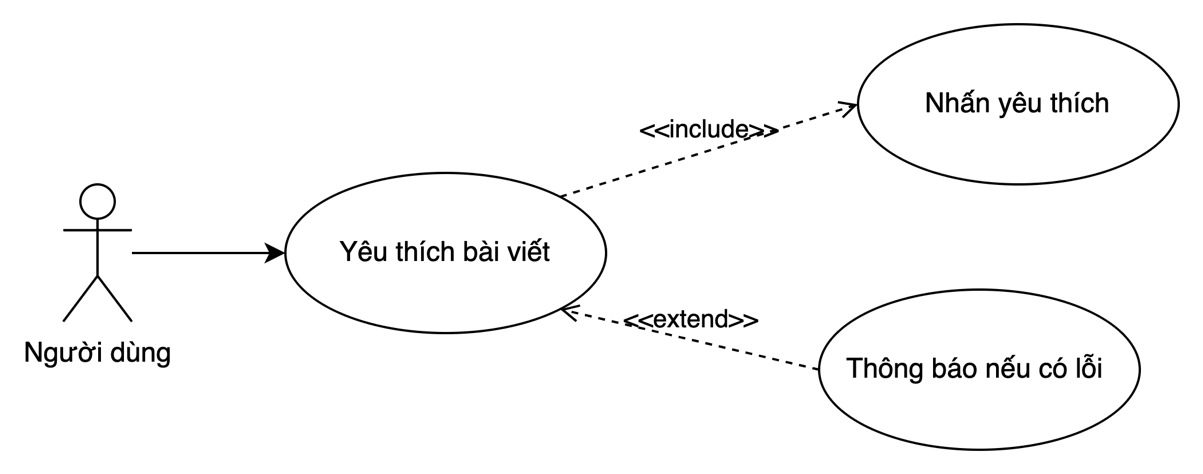 Nhấn yêu thích
<<include>>
Yêu thích bài viết
<<extend>>
Người dùng
Thông báo nếu có lỗi